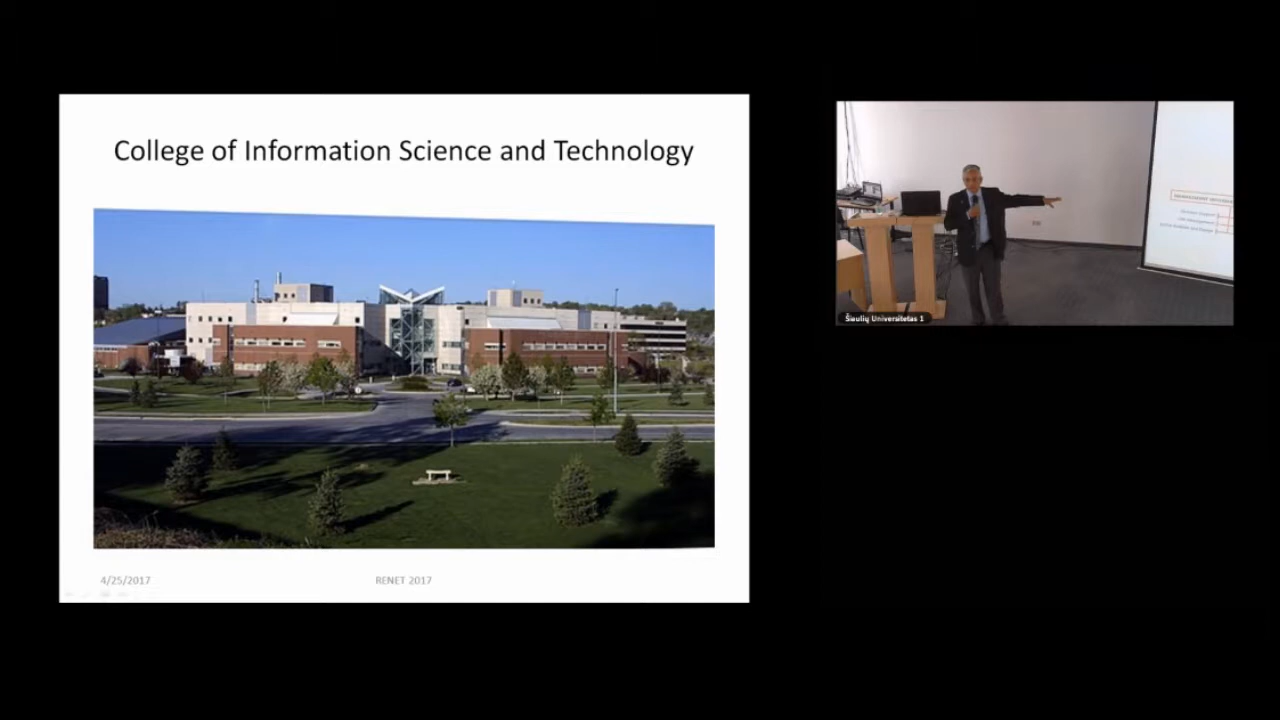 College of Information Science and Technology
4/25/2017
RENET 2017
Šiaulių Universitetas 1